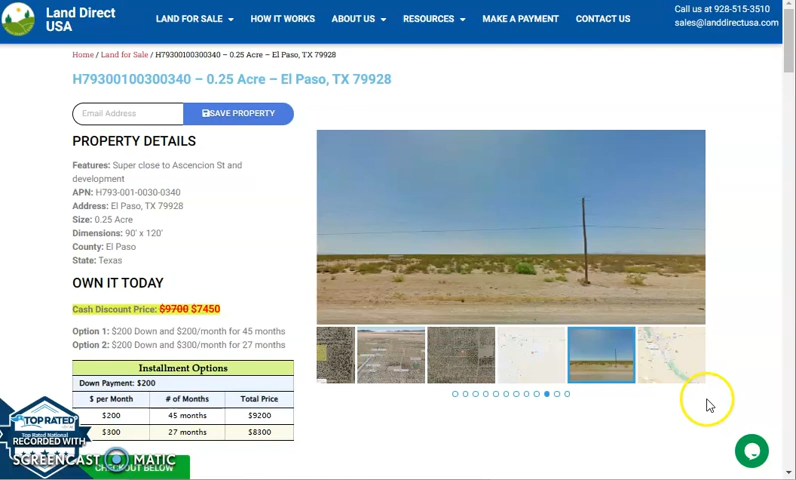 Land Direct
USA
LAND FOR SALE
HOW IT WORKS
ABOUT US
RESOURCES
MAKE A PAYMENT
CONTACT US
Call us at 928-515-3510
sales@landdirectusa.com
Home / Land for Sale / H79300100300340 – 0.25 Acre – El Paso, TX 79928
H79300100300340 – 0.25 Acre – El Paso, TX 79928
Email Address
SAVE PROPERTY
PROPERTY DETAILS
Features: Super close to Ascencion St and
development
APN: H793-001-0030-0340
Address: El Paso, TX 79928
Size: 0.25 Acre
Dimensions: 90' x 120'
County: El Paso
State: Texas
OWN IT TODAY
Cash Discount Price: $9700 $7450
Option 1: $200 Down and $200/month for 45 months
Option 2: $200 Down and $300/month for 27 months
Installment Options
Down Payment: $200
$ per Month # of Months Total Price
$200 45 months $9200
$300 27 months $8300
TOP RATED
Top Rated National
RECORDED WITH
SCREENCAST MATIC
CHECKOUT BELOW